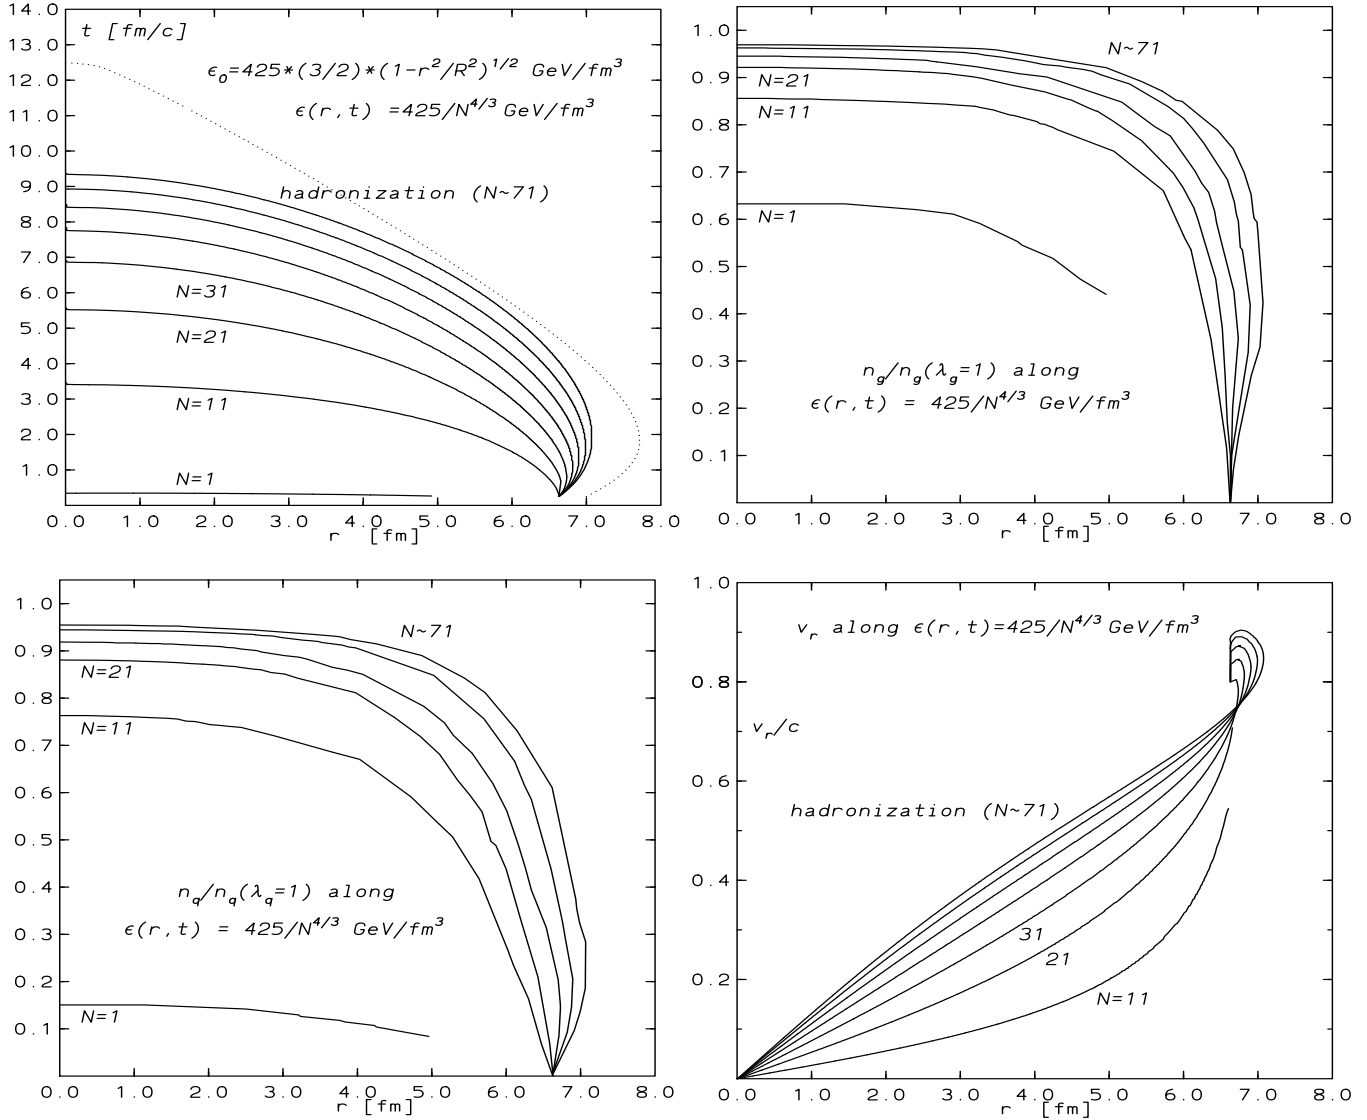 t [fm/c]
14.0
13.0
12.0
11.0
10.0
9.0
8.0
7.0
6.0
5.0
4.0
3.0
2.0
1.0
ϵ₀=425*(3/2)*(1-r²/R²)^1/2 GeV/fm³
ϵ(r,t) =425/N^4/3 GeV/fm³
hadronization (N~71)
N=31
N=21
N=11
N=1
0.0 1.0 2.0 3.0 4.0 5.0 6.0 7.0 8.0
r [fm]
1.0
0.9
0.8
0.7
0.6
0.5
0.4
0.3
0.2
0.1
N~71
N=21
N=11
N=1
n_g/n_g(λ_g=1) along
ϵ(r,t) = 425/N^4/3 GeV/fm³
0.0 1.0 2.0 3.0 4.0 5.0 6.0 7.0 8.0
r [fm]
1.0
0.9
0.8
0.7
0.6
0.5
0.4
0.3
0.2
0.1
N~71
N=21
N=11
n_q/n_q(λ_q=1) along
ϵ(r,t) = 425/N^4/3 GeV/fm³
N=1
0.0 1.0 2.0 3.0 4.0 5.0 6.0 7.0 8.0
r [fm]
1.0
0.8
0.6
0.4
0.2
v_r along ϵ(r,t)=425/N^4/3 GeV/fm³
v_r/c
hadronization (N~71)
31
21
N=11
0.0 1.0 2.0 3.0 4.0 5.0 6.0 7.0 8.0
r [fm]